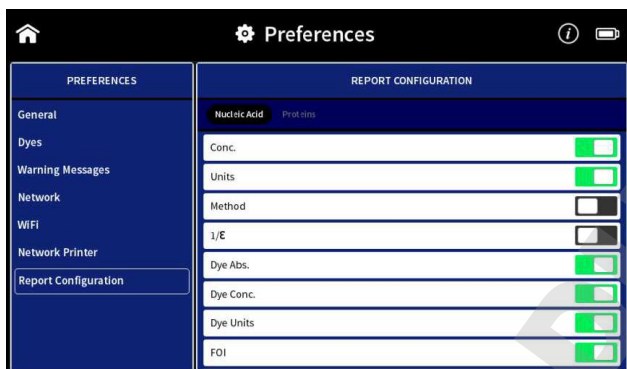 Preferences
PREFERENCES
General
Dyes
Warning Messages
Network
WiFi
Network Printer
Report Configuration
REPORT CONFIGURATION
Nucleic Acid Proteins
Conc.
Units
Method
1/Ɛ
Dye Abs.
Dye Conc.
Dye Units
FOI